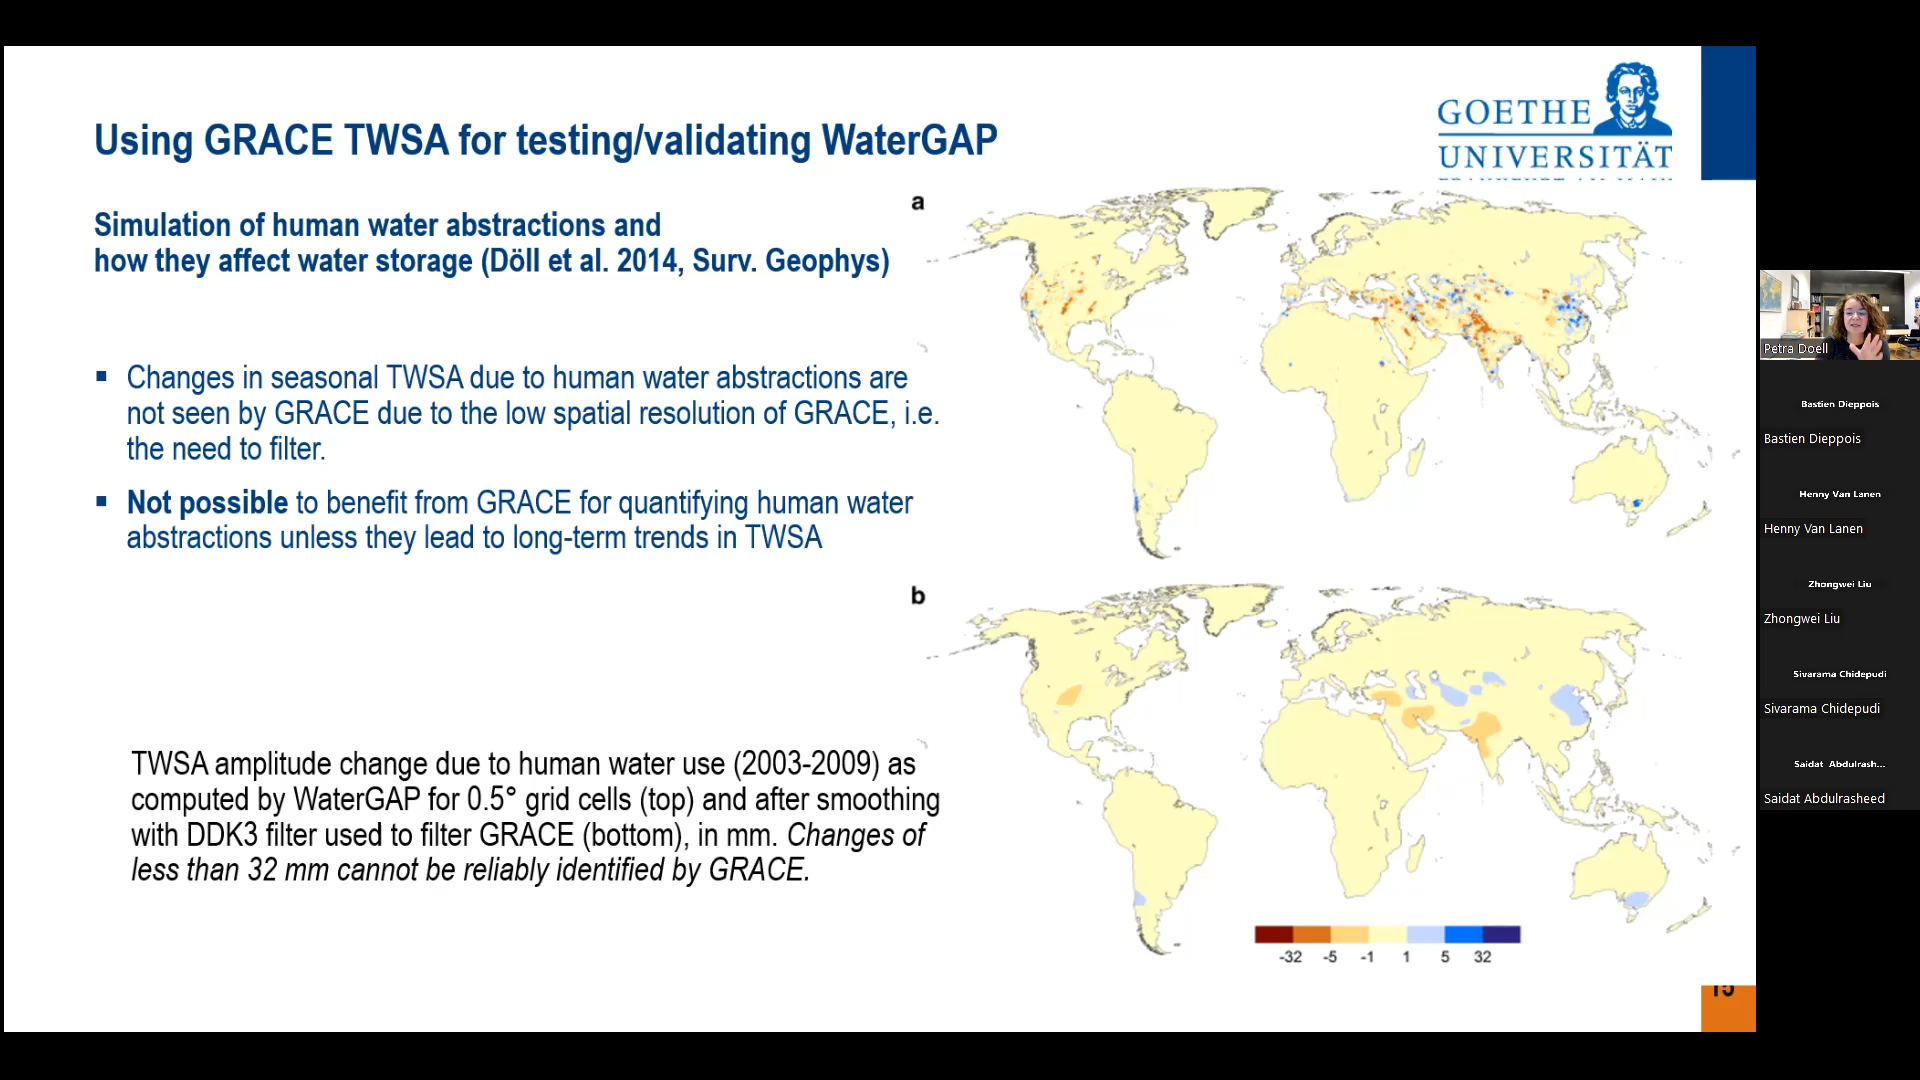 Using GRACE TWSA for testing/validating WaterGAP
GOETHE
UNIVERSITÄT
Simulation of human water abstractions and
how they affect water storage (Döll et al. 2014, Surv. Geophys)
▪ Changes in seasonal TWSA due to human water abstractions are
not seen by GRACE due to the low spatial resolution of GRACE, i.e.
the need to filter.
▪ Not possible to benefit from GRACE for quantifying human water
abstractions unless they lead to long-term trends in TWSA
TWSA amplitude change due to human water use (2003-2009) as
computed by WaterGAP for 0.5° grid cells (top) and after smoothing
with DDK3 filter used to filter GRACE (bottom), in mm. Changes of
less than 32 mm cannot be reliably identified by GRACE.
a
b
-32 -5 -1 1 5 32
15
Petra Doell
Bastien Dieppois
Bastien Dieppois
Henny Van Lanen
Henny Van Lanen
Zhongwei Liu
Zhongwei Liu
Sivarama Chidepudi
Sivarama Chidepudi
Saidat Abdulrash...
Saidat Abdulrasheed